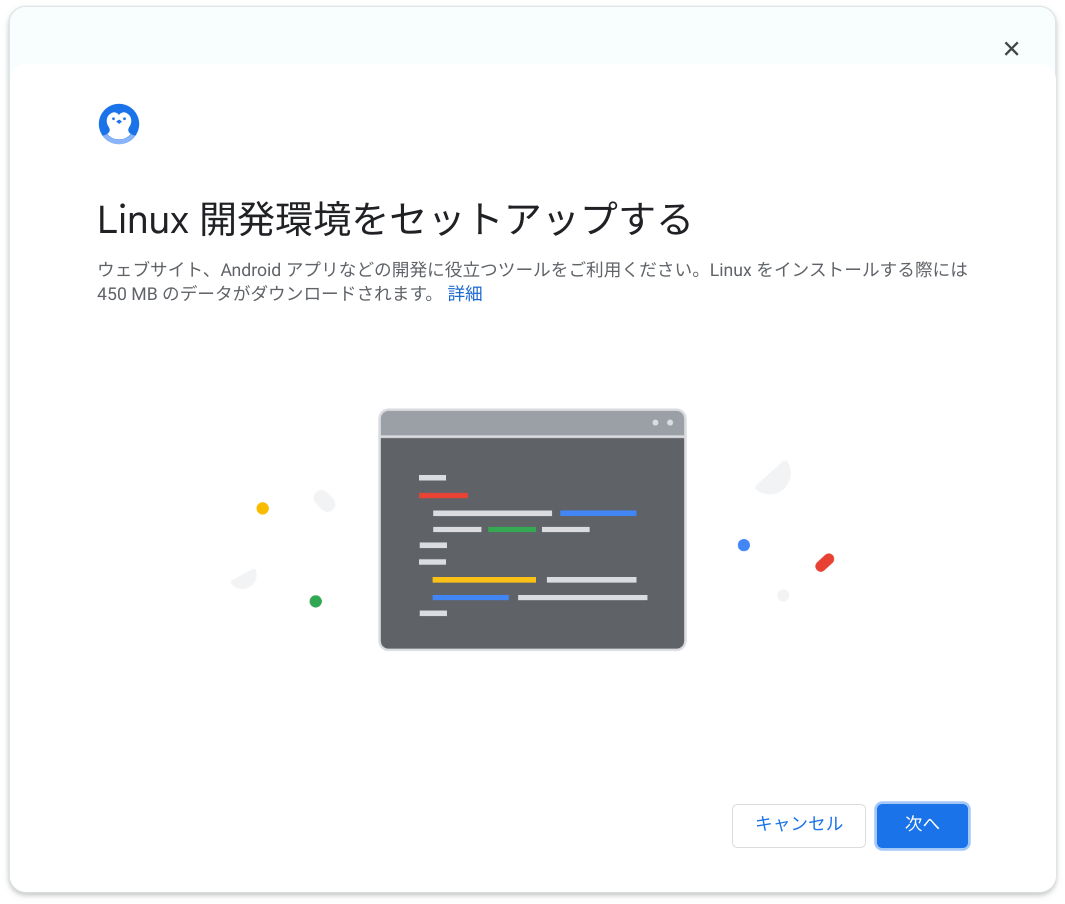 Linux 開発環境をセットアップする
ウェブサイト、Android アプリなどの開発に役立つツールをご利用ください。Linux をインストールする際には
450 MB のデータがダウンロードされます。 詳細
キャンセル
次へ